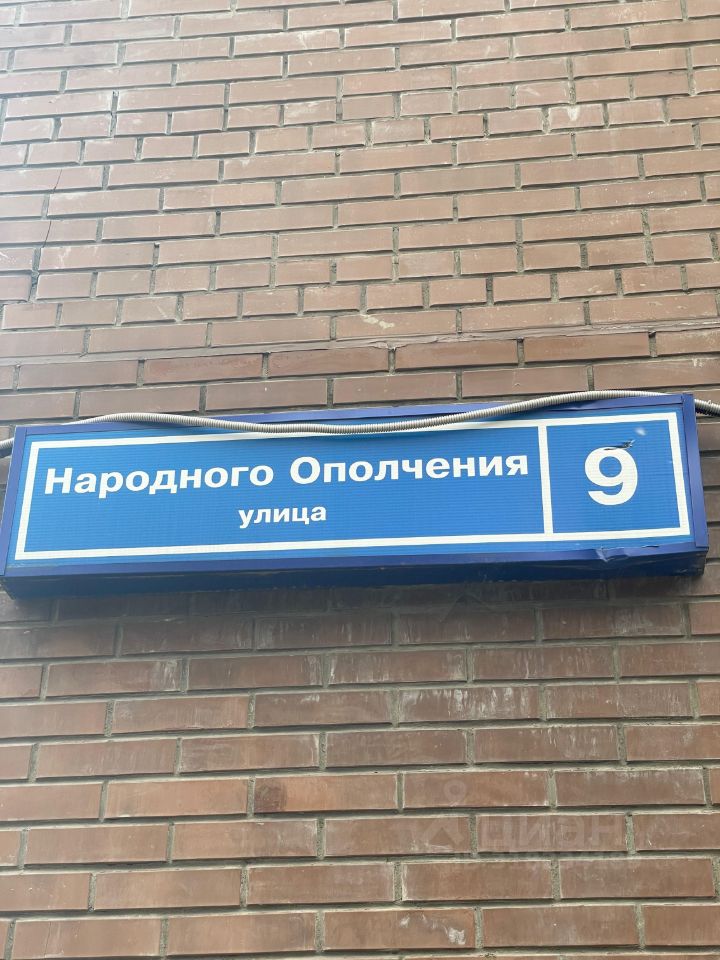 Народного Ополчения
улица
9
циан